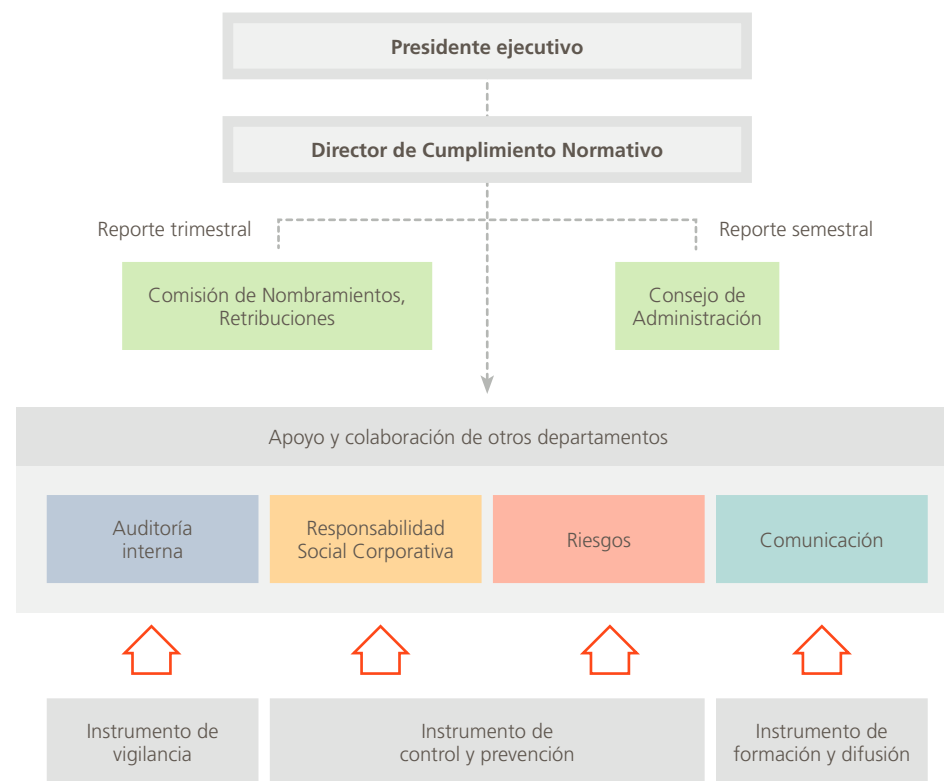 Presidente ejecutivo
Director de Cumplimiento Normativo
Reporte trimestral
Reporte semestral
Comisión de Nombramientos,
Retribuciones
Consejo de
Administración
Apoyo y colaboración de otros departamentos
Auditoría
interna
Responsabilidad
Social Corporativa
Riesgos
Comunicación
Instrumento de
vigilancia
Instrumento de
control y prevención
Instrumento de
formación y difusión